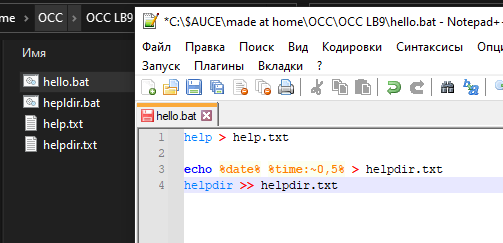 OCC
OCC LB9
Имя
hello.bat
hepldir.bat
help.txt
helpdir.txt
*C:\$AUCE\made at home\OCC\OCC LB9\hello.bat - Notepad+
Файл Правка Поиск Вид Кодировки Синтаксисы Опц
Запуск Плагины Вкладки ?
hello.bat
1 help > help.txt
2
3 echo %date% %time:~0,5% > helpdir.txt
4 helpdir >> helpdir.txt